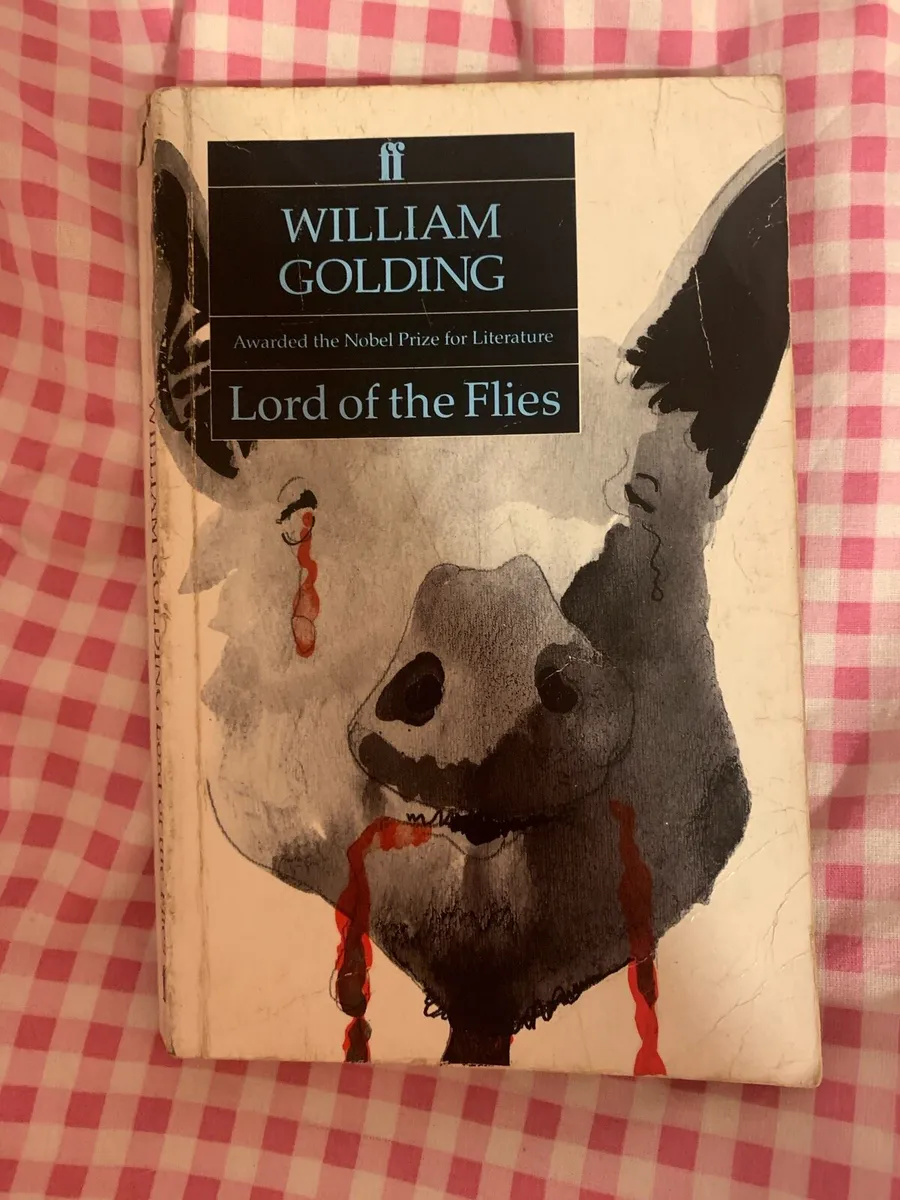 ff
WILLIAM
GOLDING
Awarded the Nobel Prize for Literature
Lord of the Flies
WILLIAM GOLDING